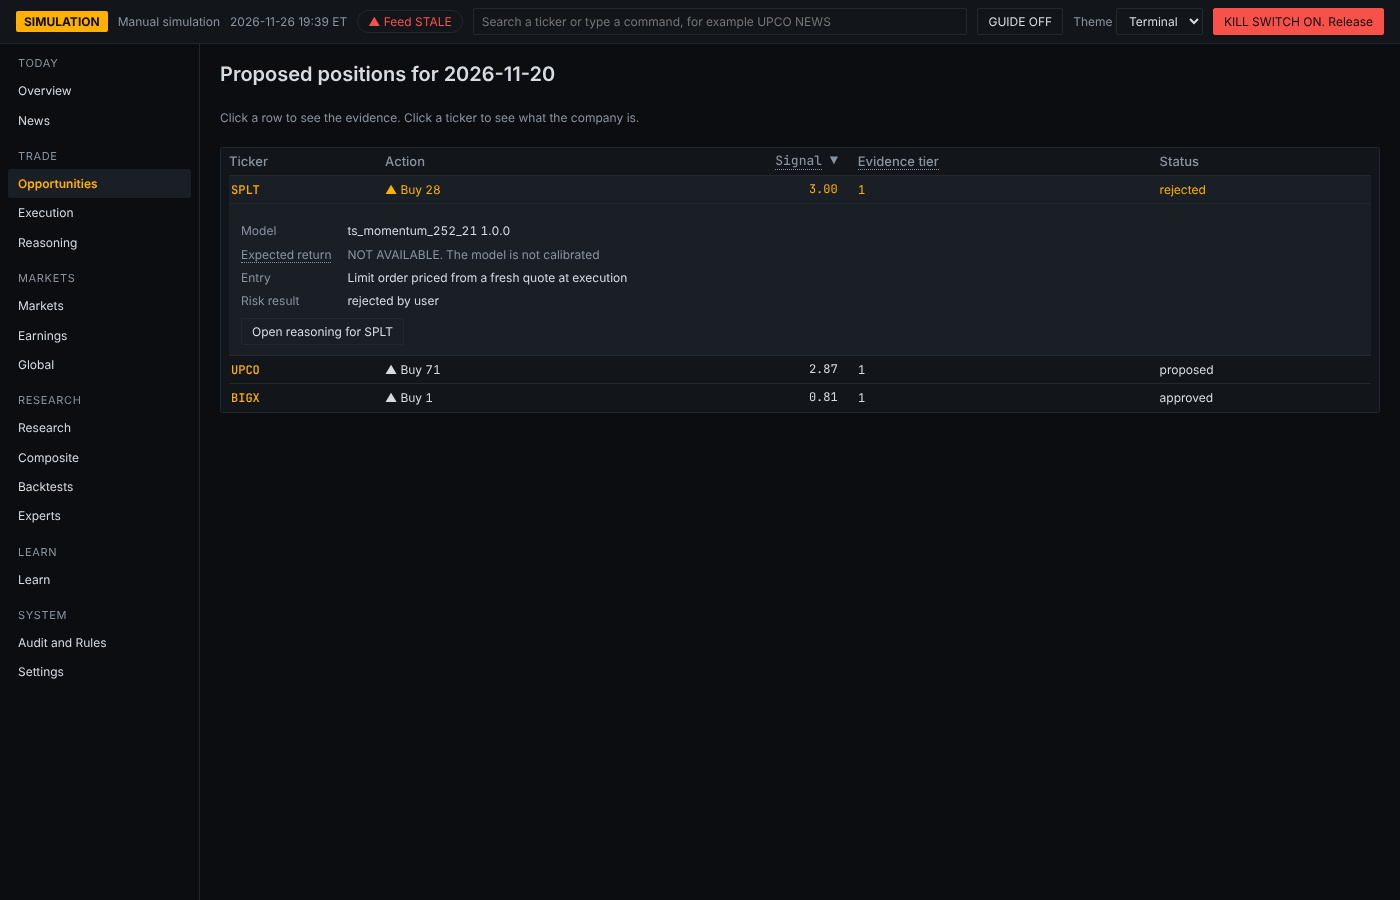 SIMULATION Manual simulation 2026-11-26 19:39 ET ▲ Feed STALE Search a ticker or type a command, for example UPCO NEWS GUIDE OFF Theme Terminal KILL SWITCH ON. Release
TODAY
Overview
News
TRADE
Opportunities
Execution
Reasoning
MARKETS
Markets
Earnings
Global
RESEARCH
Research
Composite
Backtests
Experts
LEARN
Learn
SYSTEM
Audit and Rules
Settings
Proposed positions for 2026-11-20
Click a row to see the evidence. Click a ticker to see what the company is.
Ticker Action Signal ▼ Evidence tier Status
SPLT ▲ Buy 28 3.00 1 rejected
Model ts_momentum_252_21 1.0.0
Expected return NOT AVAILABLE. The model is not calibrated
Entry Limit order priced from a fresh quote at execution
Risk result rejected by user
Open reasoning for SPLT
UPCO ▲ Buy 71 2.87 1 proposed
BIGX ▲ Buy 1 0.81 1 approved